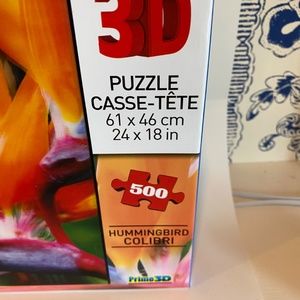 3D
PUZZLE
CASSE-TÊTE
61 x 46 cm
24 x 18 in
500
HUMMINGBIRD
COLIBRI
Prime3D